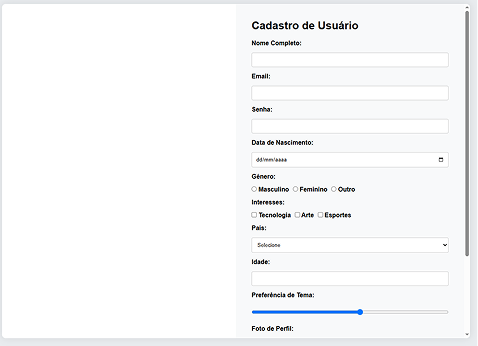 Cadastro de Usuário
Nome Completo:
Email:
Senha:
Data de Nascimento:
dd/mm/aaaa
Gênero:
Masculino Feminino Outro
Interesses:
Tecnologia Arte Esportes
País:
Selecione
Idade:
Preferência de Tema:
Foto de Perfil: